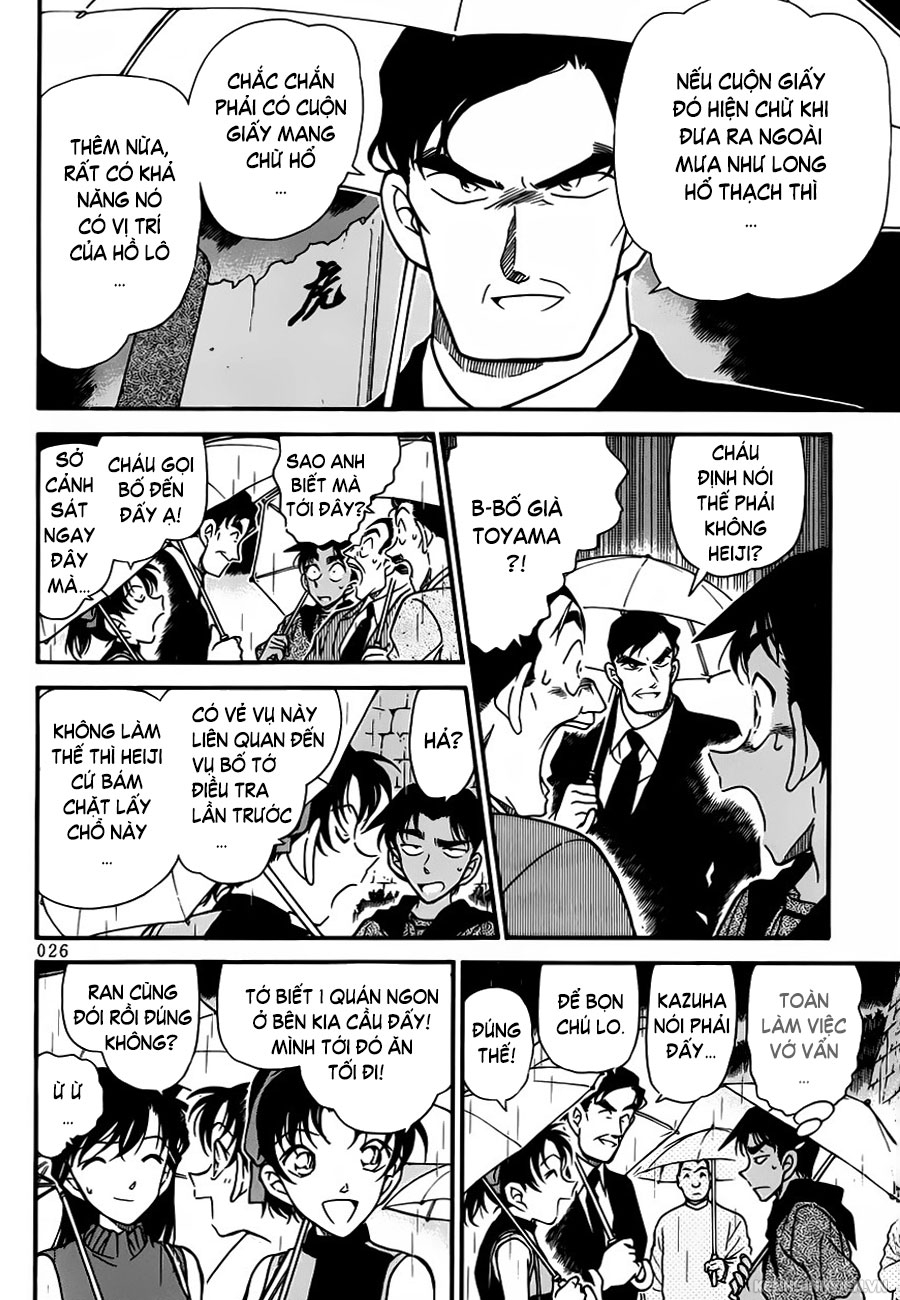 NẾU CUỘN GIẤY
ĐÓ HIỆN CHỮ KHI
ĐƯA RA NGOÀI
MƯA NHƯ LONG
HỔ THẠCH THÌ
...
CHẮC CHẮN
PHẢI CÓ CUỘN
GIẤY MANG
CHỮ HỔ
...
THÊM NỮA,
RẤT CÓ KHẢ
NĂNG NÓ
CÓ VỊ TRÍ
CỦA HỒ LÔ
...
虎
CHÁU
ĐỊNH NÓI
THẾ PHẢI
KHÔNG
HEIJI?
B-BỐ GIÀ
TOYAMA
?!
SAO ANH
BIẾT MÀ
TỚI ĐÂY?
CHÁU GỌI
BỐ ĐẾN
ĐẤY Ạ!
SỞ
CẢNH
SÁT
NGAY
ĐÂY
MÀ...
HẢ?
CÓ VẺ VỤ NÀY
LIÊN QUAN ĐẾN
VỤ BỐ TỚ
ĐIỀU TRA
LẦN TRƯỚC
...
KHÔNG LÀM
THẾ THÌ HEIJI
CỨ BÁM
CHẶT LẤY
CHỔ NÀY
...
026
TOÀN
LÀM VIỆC
VỚ VẨN
...
KAZUHA
NÓI PHẢI
ĐẤY...
ĐỂ BỌN
CHÚ LO.
ĐÚNG
THẾ!
TỚ BIẾT 1 QUÁN NGON
Ở BÊN KIA CẦU ĐẤY!
MÌNH TỚI ĐÓ ĂN
TỐI ĐI!
RAN CŨNG
ĐÓI RỒI ĐÚNG
KHÔNG?
Ừ Ừ
...